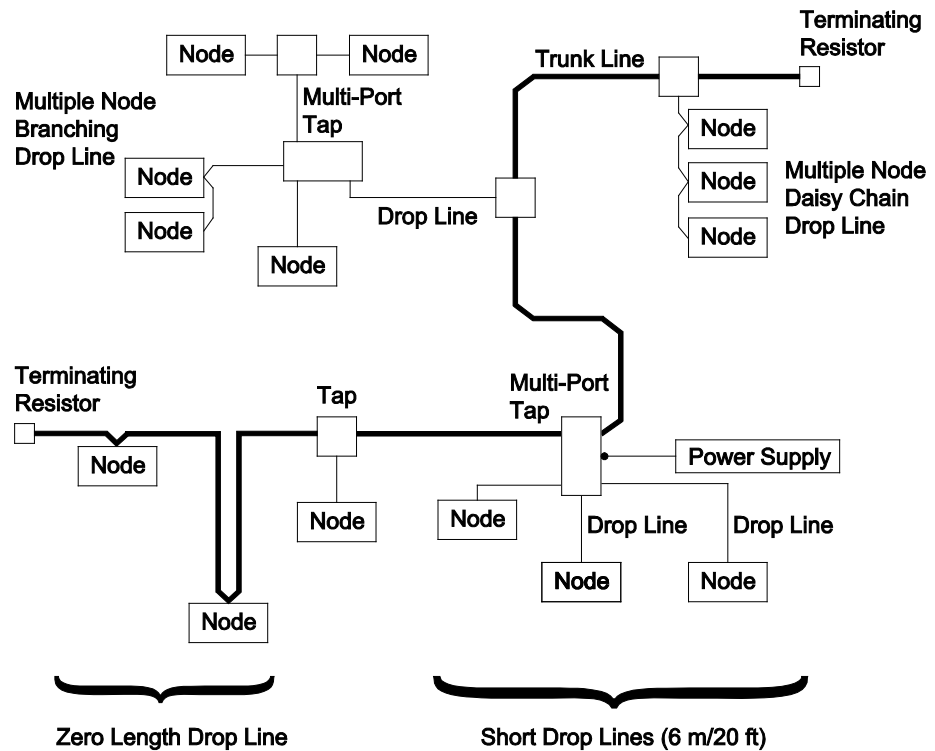 Terminating
Resistor
Node
Node
Trunk Line
Multi-Port
Tap
Multiple Node
Branching
Drop Line
Node
Node
Multiple Node
Daisy Chain
Drop Line
Node
Node
Node
Drop Line
Node
Terminating
Resistor
Tap
Multi-Port
Tap
Node
Power Supply
Node
Node
Drop Line
Drop Line
Node
Node
Node
Zero Length Drop Line
Short Drop Lines (6 m/20 ft)